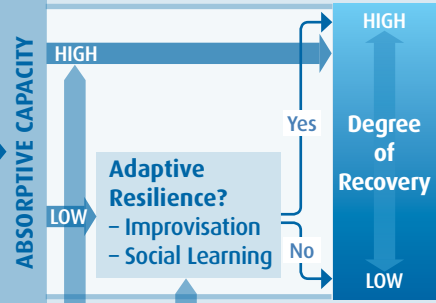 ABSORPTIVE CAPACITY
HIGH
LOW
Adaptive
Resilience?
– Improvisation
– Social Learning
Yes
No
HIGH
Degree
of
Recovery
LOW